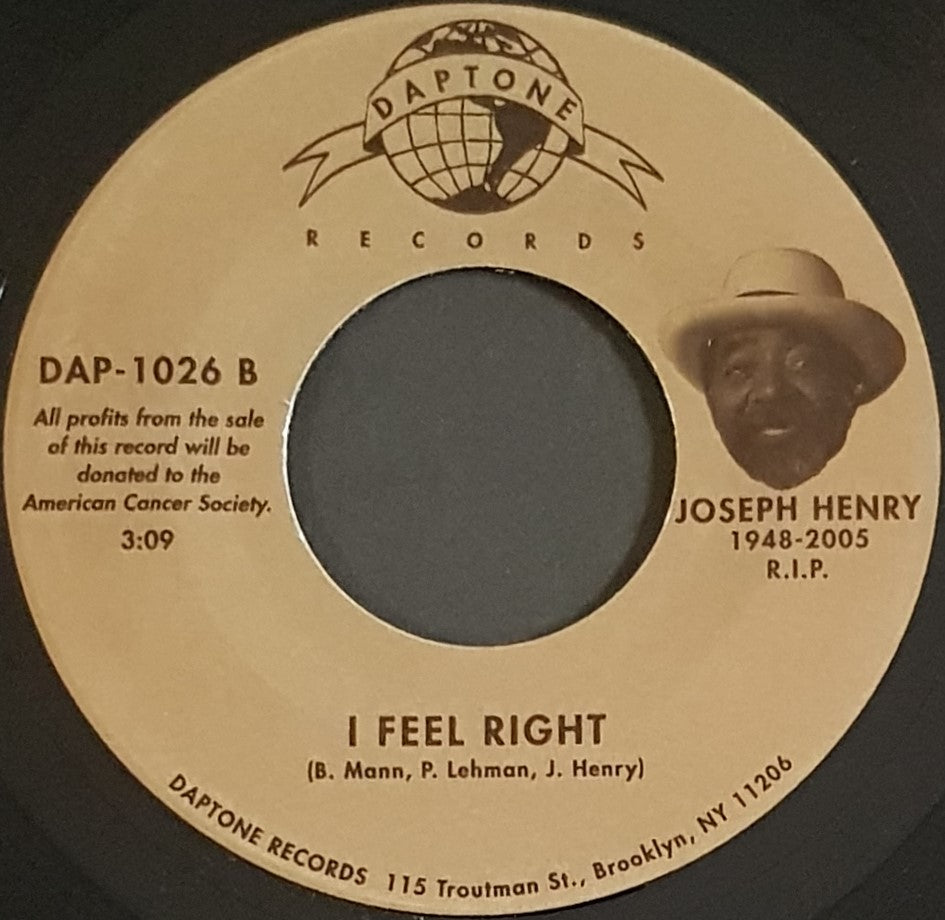 DAPTONE
RECORDS
DAP-1026 B
All profits from the sale
of this record will be
donated to the
American Cancer Society.
3:09
JOSEPH HENRY
1948-2005
R.I.P.
I FEEL RIGHT
(B. Mann, P. Lehman, J. Henry)
DAPTONE RECORDS 115 Troutman St., Brooklyn, NY 11206